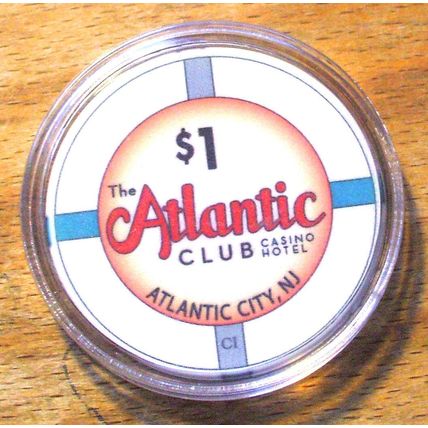 $1
The
Atlantic
CLUB CASINO HOTEL
ATLANTIC CITY, NJ
CI